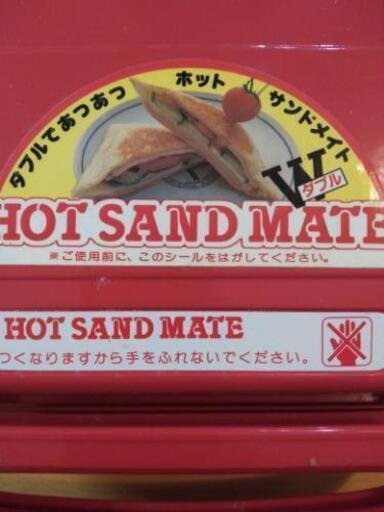 ダブルであつあつ ホット サンドメイト
W
ダブル
HOT SAND MATE
※ご使用前に、このシールをはがしてください。
HOT SAND MATE
つくなりますから手をふれないでください。